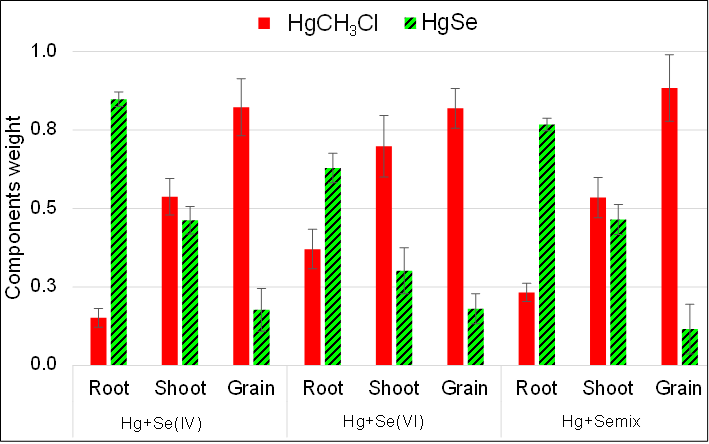 HgCH₃Cl HgSe
Components weight
1.0
0.8
0.5
0.3
0.0
Root Shoot Grain Root Shoot Grain Root Shoot Grain
Hg+Se(IV) Hg+Se(VI) Hg+Semix